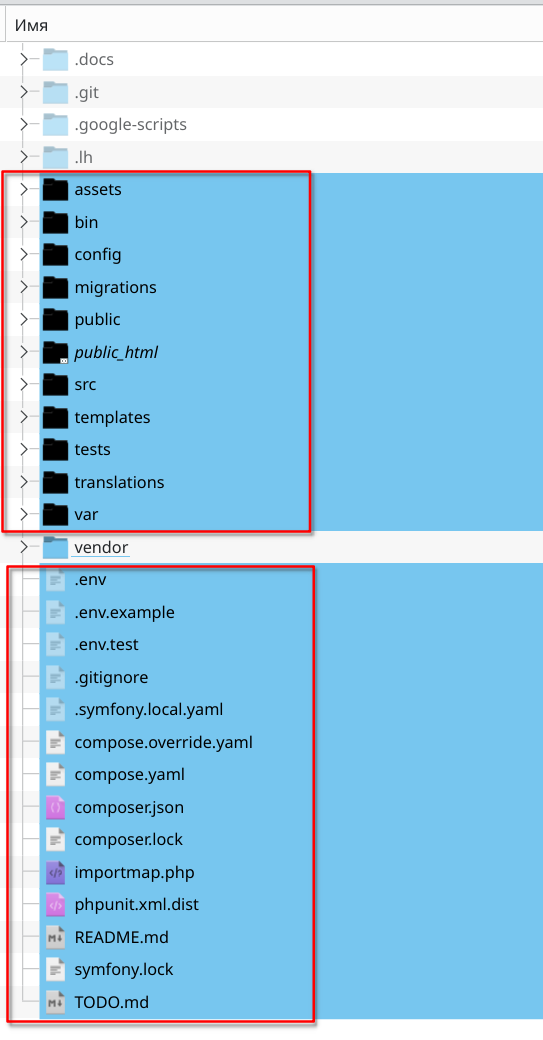 Имя
.docs
.git
.google-scripts
.lh
assets
bin
config
migrations
public
public_html
src
templates
tests
translations
var
vendor
.env
.env.example
.env.test
.gitignore
.symfony.local.yaml
compose.override.yaml
compose.yaml
composer.json
composer.lock
importmap.php
phpunit.xml.dist
README.md
symfony.lock
TODO.md